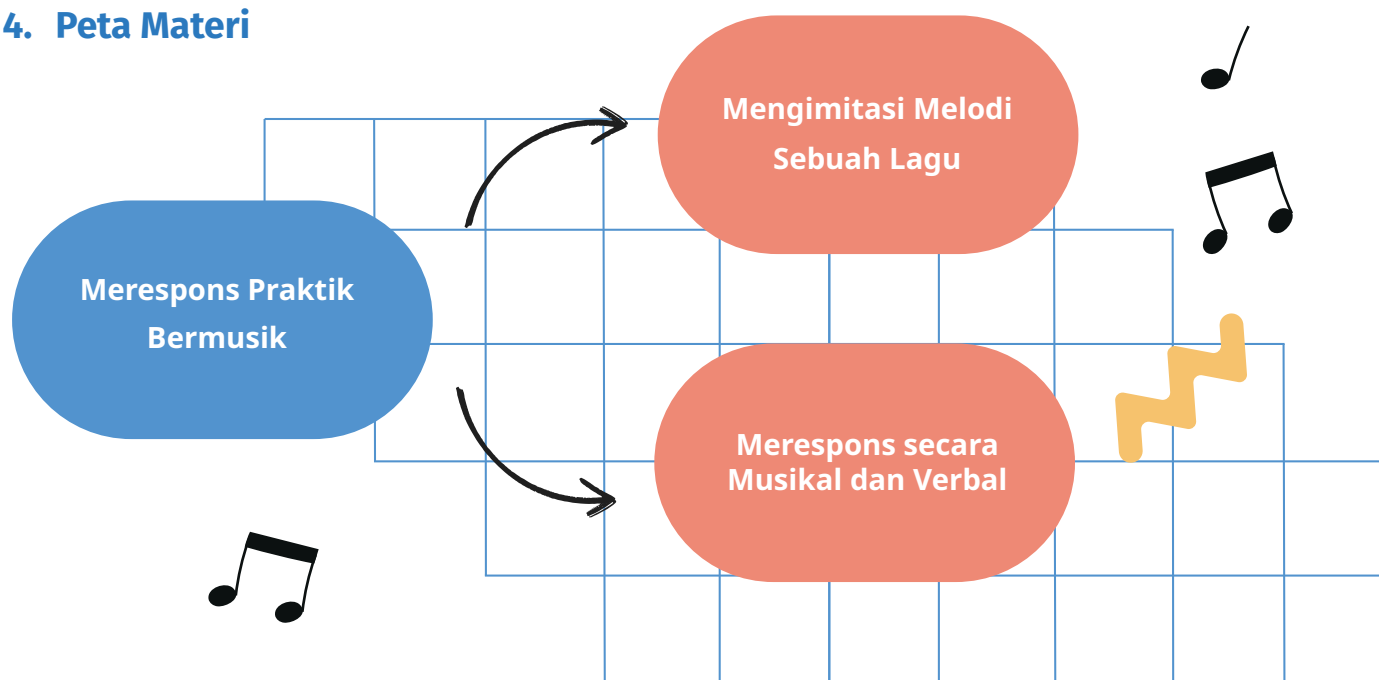 4. Peta Materi
Mengimitasi Melodi
Sebuah Lagu
Merespons Praktik
Bermusik
Merespons secara
Musikal dan Verbal